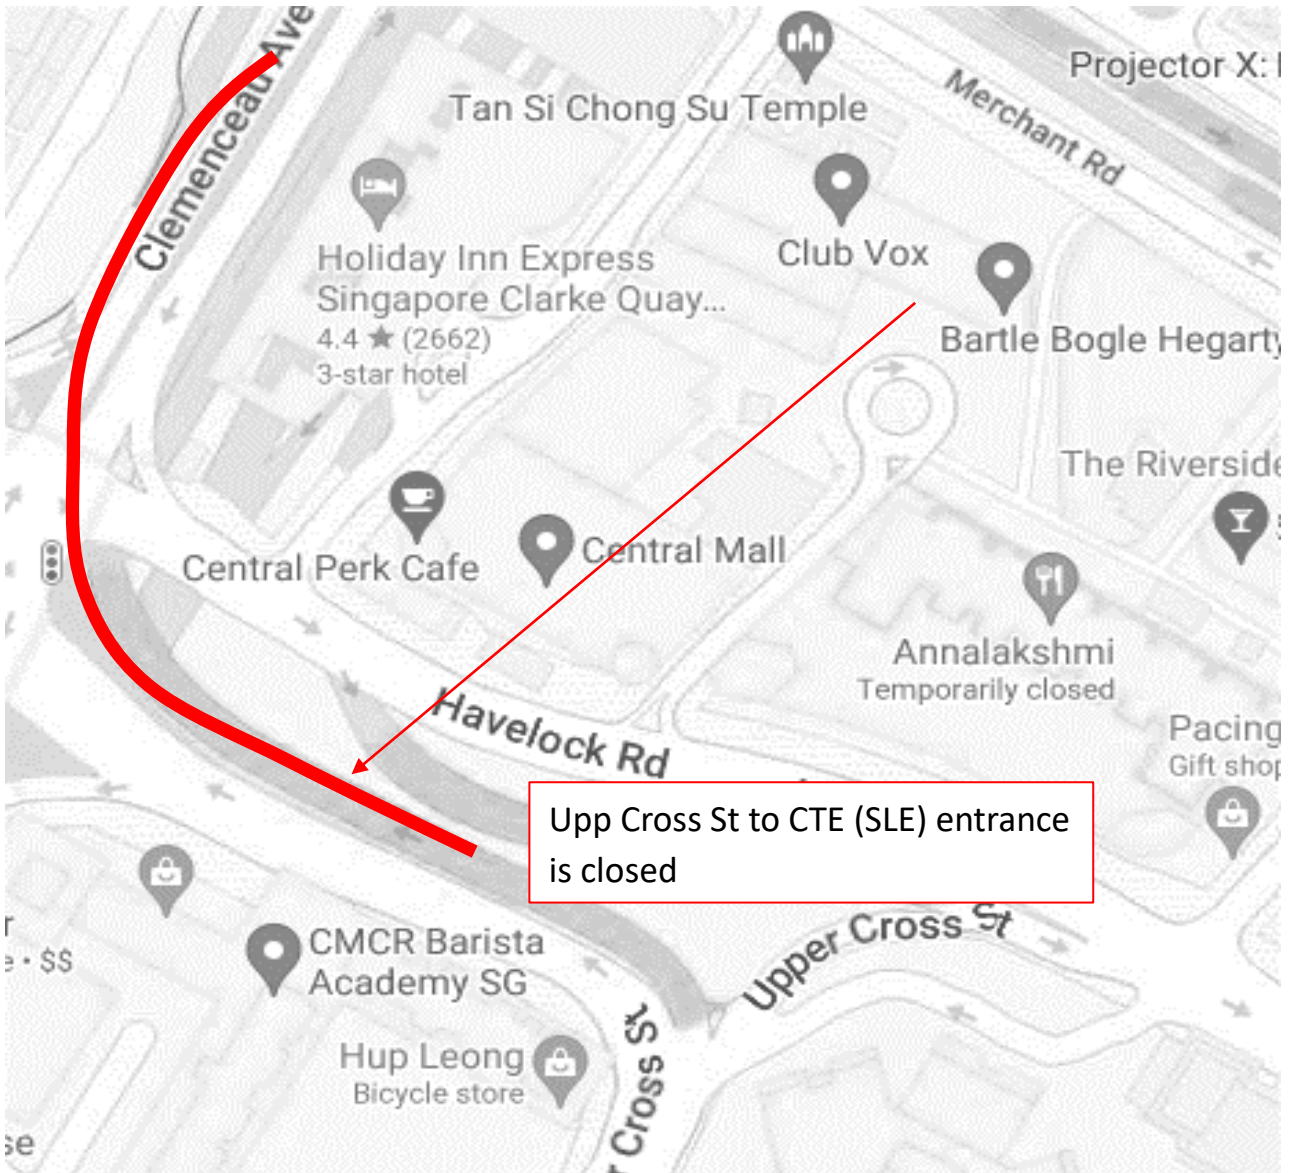 Clemenceau Ave
Projector X:
Merchant Rd
Tan Si Chong Su Temple
Club Vox
Holiday Inn Express
Singapore Clarke Quay...
4.4 ★ (2662)
3-star hotel
Bartle Bogle Hegarty
The Riverside
Central Perk Cafe
Central Mall
Annalakshmi
Temporarily closed
Havelock Rd
Pacing
Gift shop
Upp Cross St to CTE (SLE) entrance
is closed
Upper Cross St
CMCR Barista
Academy SG
· $$
Hup Leong
Bicycle store
Cross St